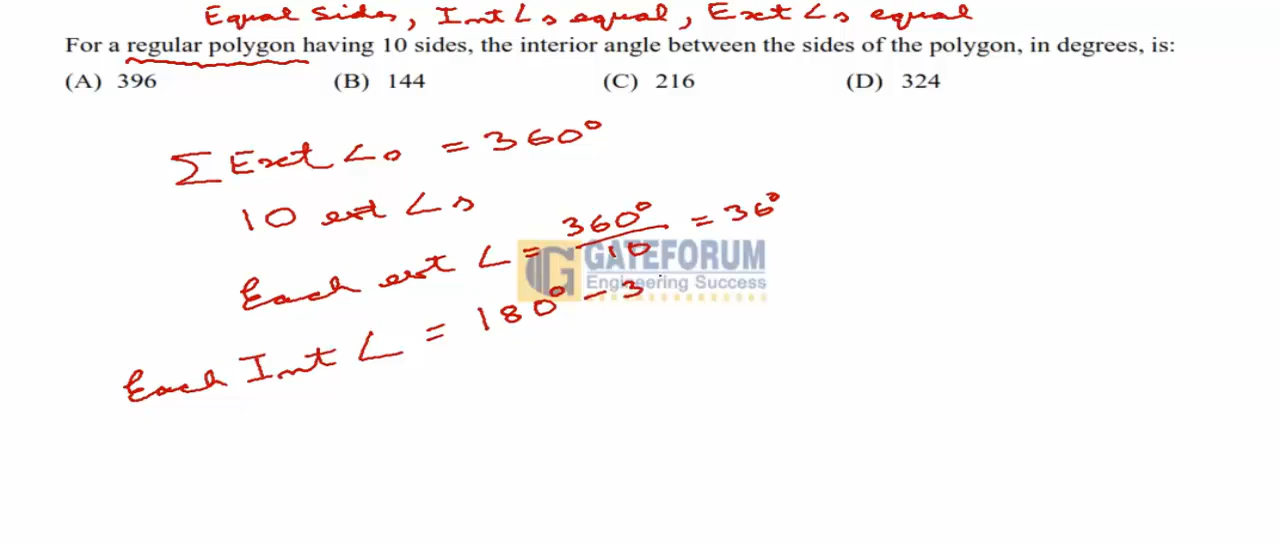 Equal Sides, Int ∠s equal, Ext ∠s equal
For a regular polygon having 10 sides, the interior angle between the sides of the polygon, in degrees, is:
(A) 396 (B) 144 (C) 216 (D) 324
∑ Ext ∠s = 360°
10 ext ∠s
Each ext ∠ = 360°/10 = 36°
GATEFORUM
Engineering Success
Each Int ∠ = 180° - 3